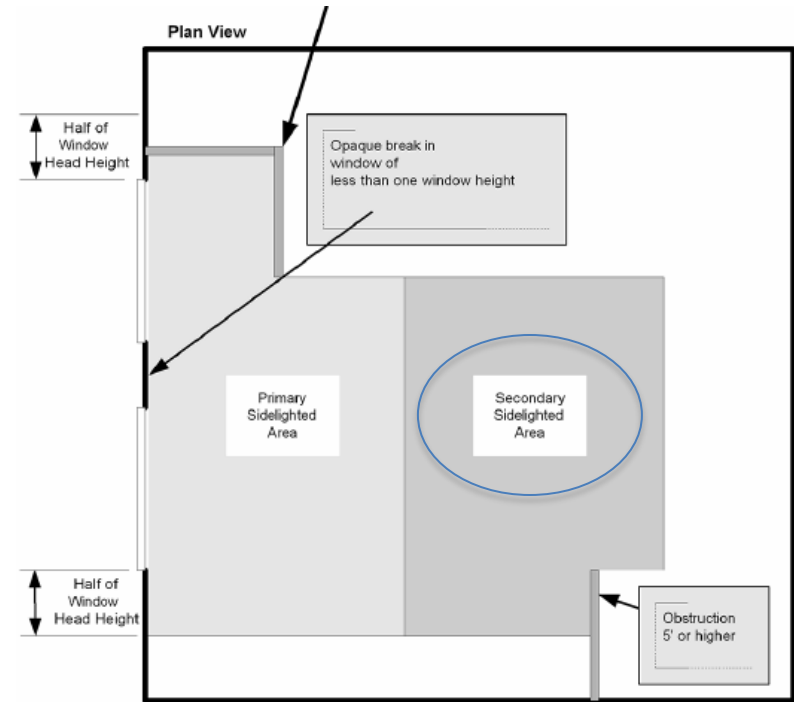 Plan View
Half of
Window
Head Height
Opaque break in
window of
less than one window height
Primary
Sidelighted
Area
Secondary
Sidelighted
Area
Half of
Window
Head Height
Obstruction
5' or higher